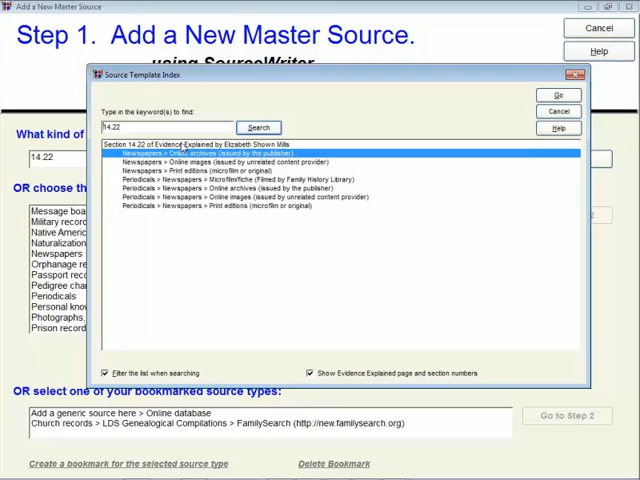 Add a New Master Source
Step 1. Add a New Master Source.
using SourceWriter
Cancel
Help
What kind of
14.22
OR choose th
Message boa
Military recor
Native Ameri
Naturalization
Newspapers
Orphanage re
Passport reco
Pedigree char
Periodicals
Personal know
Photographs,
Prison record
Source Template Index
Type in the keyword(s) to find:
14.22
Search
Go
Cancel
Help
Section 14.22 of Evidence Explained by Elizabeth Shown Mills
Newspapers > Online archives (issued by the publisher)
Newspapers > Online images (issued by unrelated content provider)
Newspapers > Print editions (microfilm or original)
Periodicals > Newspapers > Microfilm/fiche (Filmed by Family History Library)
Periodicals > Newspapers > Online archives (issued by the publisher)
Periodicals > Newspapers > Online images (issued by unrelated content provider)
Periodicals > Newspapers > Print editions (microfilm or original)
Filter the list when searching
Show Evidence Explained page and section numbers
2
OR select one of your bookmarked source types:
Add a generic source here > Online database
Church records > LDS Genealogical Compilations > FamilySearch (http://new.familysearch.org)
Go to Step 2
Create a bookmark for the selected source type
Delete Bookmark